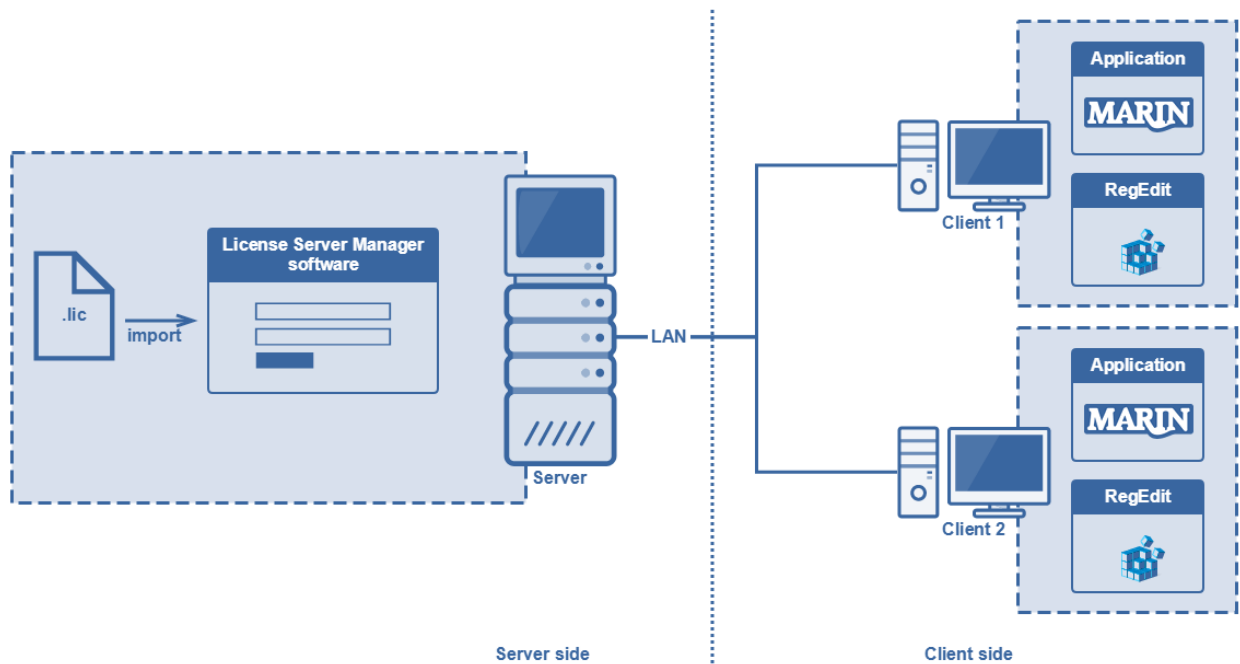 .lic
import
License Server Manager
software
Server
LAN
Application
MARIN
RegEdit
Client 1
Application
MARIN
RegEdit
Client 2
Server side
Client side